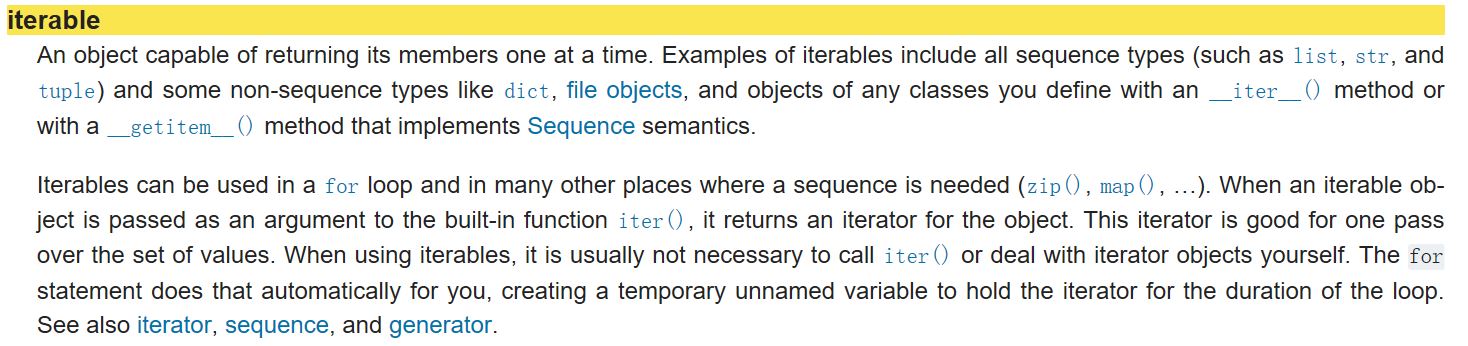 iterable
An object capable of returning its members one at a time. Examples of iterables include all sequence types (such as list, str, and
tuple) and some non-sequence types like dict, file objects, and objects of any classes you define with an __iter__() method or
with a __getitem__() method that implements Sequence semantics.
Iterables can be used in a for loop and in many other places where a sequence is needed (zip(), map(), …). When an iterable ob-
ject is passed as an argument to the built-in function iter(), it returns an iterator for the object. This iterator is good for one pass
over the set of values. When using iterables, it is usually not necessary to call iter() or deal with iterator objects yourself. The for
statement does that automatically for you, creating a temporary unnamed variable to hold the iterator for the duration of the loop.
See also iterator, sequence, and generator.